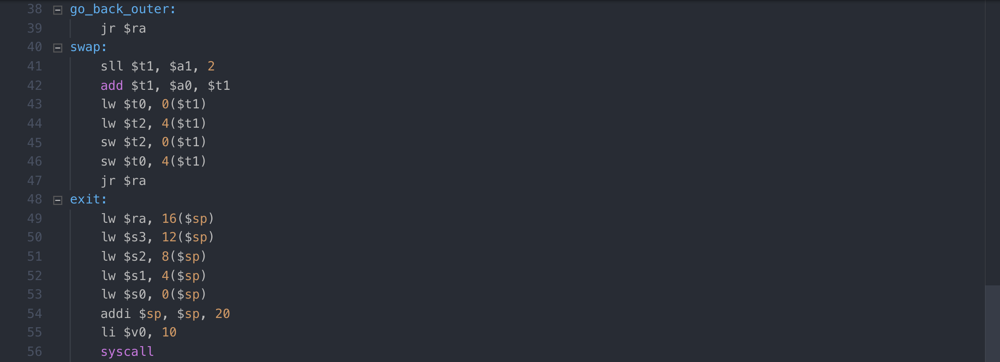 38 go_back_outer:
39 jr $ra
40 swap:
41 sll $t1, $a1, 2
42 add $t1, $a0, $t1
43 lw $t0, 0($t1)
44 lw $t2, 4($t1)
45 sw $t2, 0($t1)
46 sw $t0, 4($t1)
47 jr $ra
48 exit:
49 lw $ra, 16($sp)
50 lw $s3, 12($sp)
51 lw $s2, 8($sp)
52 lw $s1, 4($sp)
53 lw $s0, 0($sp)
54 addi $sp, $sp, 20
55 li $v0, 10
56 syscall